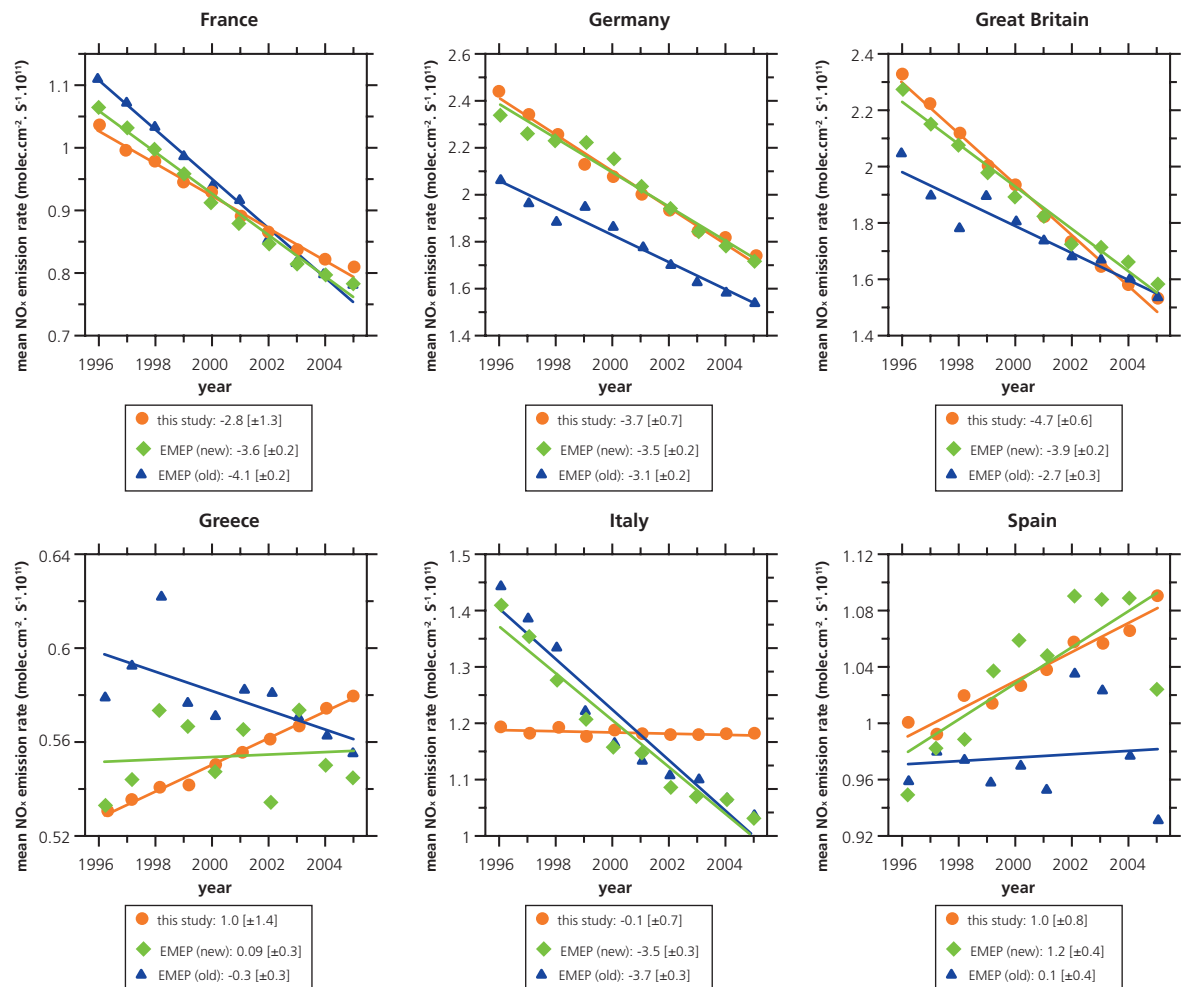 France
mean NOx emission rate (molec.cm-². S-¹.10¹¹)
1.1
1
0.9
0.8
0.7
1996 1998 2000 2002 2004
year
this study: -2.8 [±1.3]
EMEP (new): -3.6 [±0.2]
EMEP (old): -4.1 [±0.2]
Germany
mean NOx emission rate (molec.cm-². S-¹.10¹¹)
2.6
2.4
2.2
2.0
1.8
1.6
1.4
1996 1998 2000 2002 2004
year
this study: -3.7 [±0.7]
EMEP (new): -3.5 [±0.2]
EMEP (old): -3.1 [±0.2]
Great Britain
mean NOx emission rate (molec.cm-². S-¹.10¹¹)
2.4
2.2
2
1.8
1.6
1.4
1996 1998 2000 2002 2004
year
this study: -4.7 [±0.6]
EMEP (new): -3.9 [±0.2]
EMEP (old): -2.7 [±0.3]
Greece
mean NOx emission rate (molec.cm-². S-¹.10¹¹)
0.64
0.6
0.56
0.52
1996 1998 2000 2002 2004
year
this study: 1.0 [±1.4]
EMEP (new): 0.09 [±0.3]
EMEP (old): -0.3 [±0.3]
Italy
mean NOx emission rate (molec.cm-². S-¹.10¹¹)
1.5
1.4
1.3
1.2
1.1
1
1996 1998 2000 2002 2004
year
this study: -0.1 [±0.7]
EMEP (new): -3.5 [±0.3]
EMEP (old): -3.7 [±0.3]
Spain
mean NOx emission rate (molec.cm-². S-¹.10¹¹)
1.12
1.08
1.04
1
0.96
0.92
1996 1998 2000 2002 2004
year
this study: 1.0 [±0.8]
EMEP (new): 1.2 [±0.4]
EMEP (old): 0.1 [±0.4]